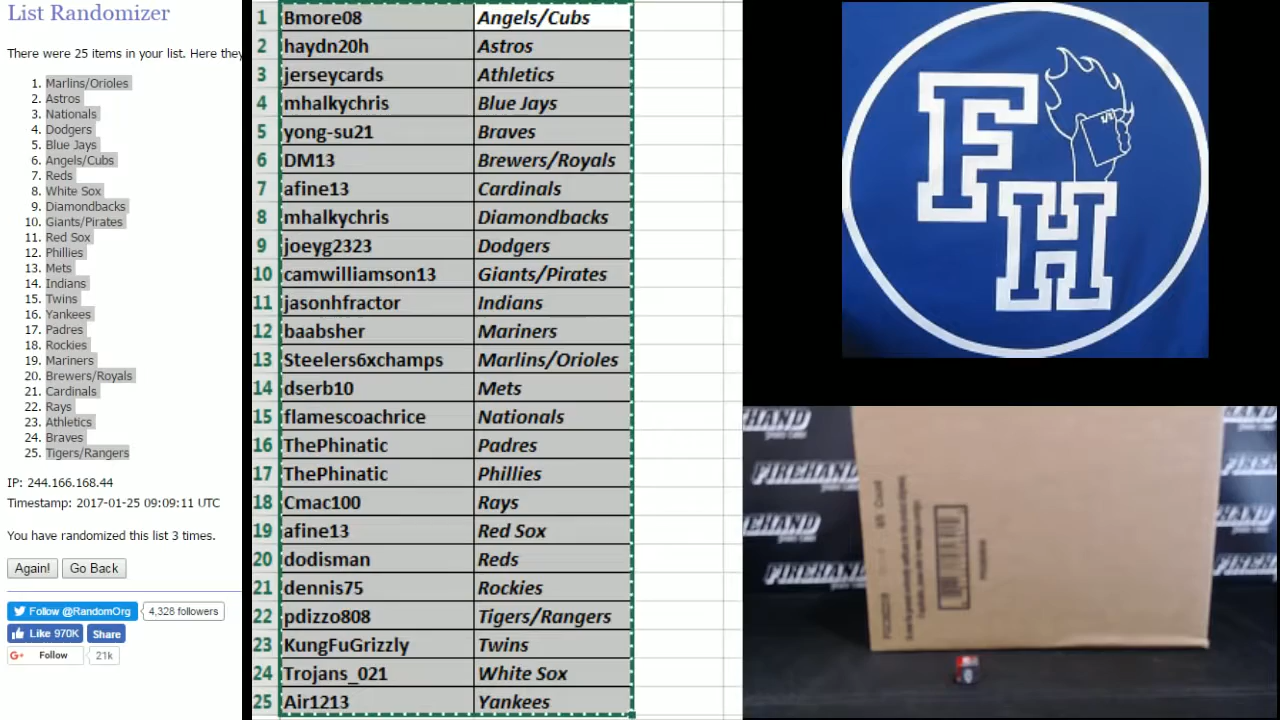 List Randomizer
There were 25 items in your list. Here they
1. Marlins/Orioles
2. Astros
3. Nationals
4. Dodgers
5. Blue Jays
6. Angels/Cubs
7. Reds
8. White Sox
9. Diamondbacks
10. Giants/Pirates
11. Red Sox
12. Phillies
13. Mets
14. Indians
15. Twins
16. Yankees
17. Padres
18. Rockies
19. Mariners
20. Brewers/Royals
21. Cardinals
22. Rays
23. Athletics
24. Braves
25. Tigers/Rangers
IP: 244.166.168.44
Timestamp: 2017-01-25 09:09:11 UTC
You have randomized this list 3 times.
Again! Go Back
Follow @RandomOrg 4,328 followers
Like 970K Share
G+ Follow 21k
1 Bmore08 Angels/Cubs
2 haydn20h Astros
3 jerseycards Athletics
4 mhalkychris Blue Jays
5 yong-su21 Braves
6 DM13 Brewers/Royals
7 afine13 Cardinals
8 mhalkychris Diamondbacks
9 joeyg2323 Dodgers
10 camwilliamson13 Giants/Pirates
11 jasonhfractor Indians
12 baabsher Mariners
13 Steelers6xchamps Marlins/Orioles
14 dserb10 Mets
15 flamescoachrice Nationals
16 ThePhinatic Padres
17 ThePhinatic Phillies
18 Cmac100 Rays
19 afine13 Red Sox
20 dodisman Reds
21 dennis75 Rockies
22 pdizzo808 Tigers/Rangers
23 KungFuGrizzly Twins
24 Trojans_021 White Sox
25 Air1213 Yankees
FH
FIREHAND
FIREHAND
FIREHAND